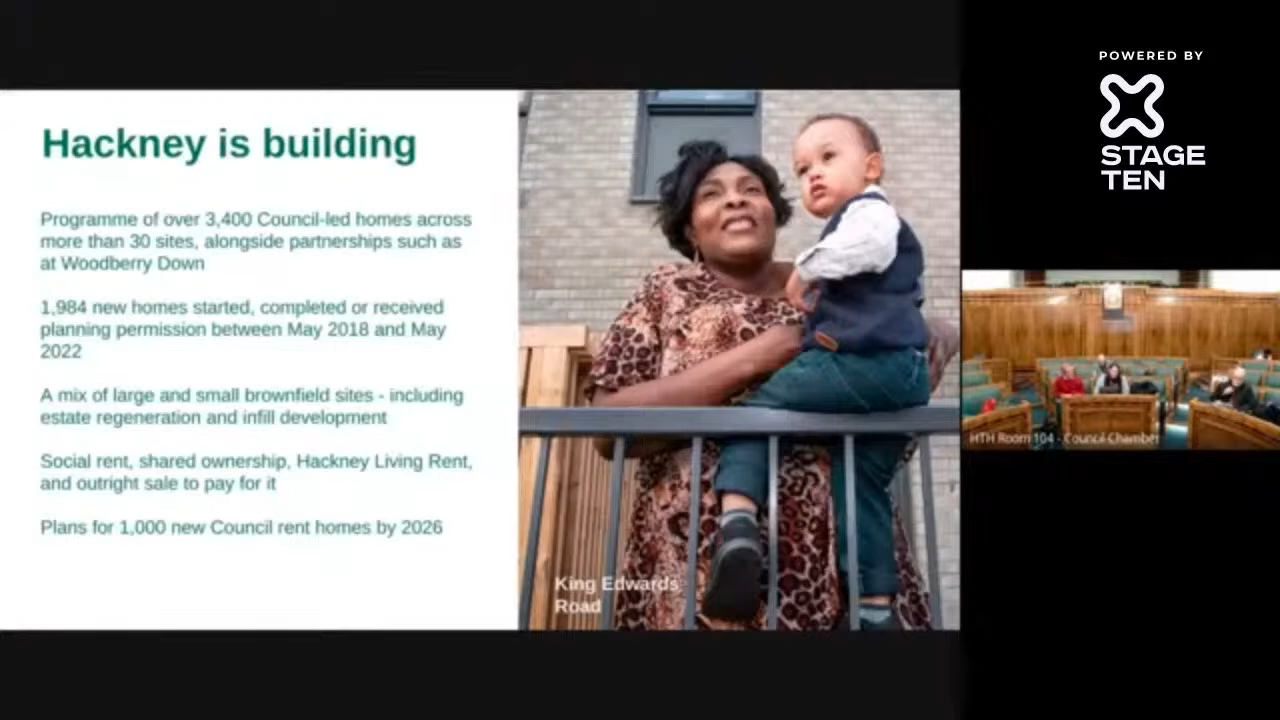 Hackney is building
Programme of over 3,400 Council-led homes across
more than 30 sites, alongside partnerships such as
at Woodberry Down
1,984 new homes started, completed or received
planning permission between May 2018 and May
2022
A mix of large and small brownfield sites - including
estate regeneration and infill development
Social rent, shared ownership, Hackney Living Rent,
and outright sale to pay for it
Plans for 1,000 new Council rent homes by 2026
King Edwards
Road
POWERED BY
STAGE
TEN
HTH Room 104 - Council Chamber